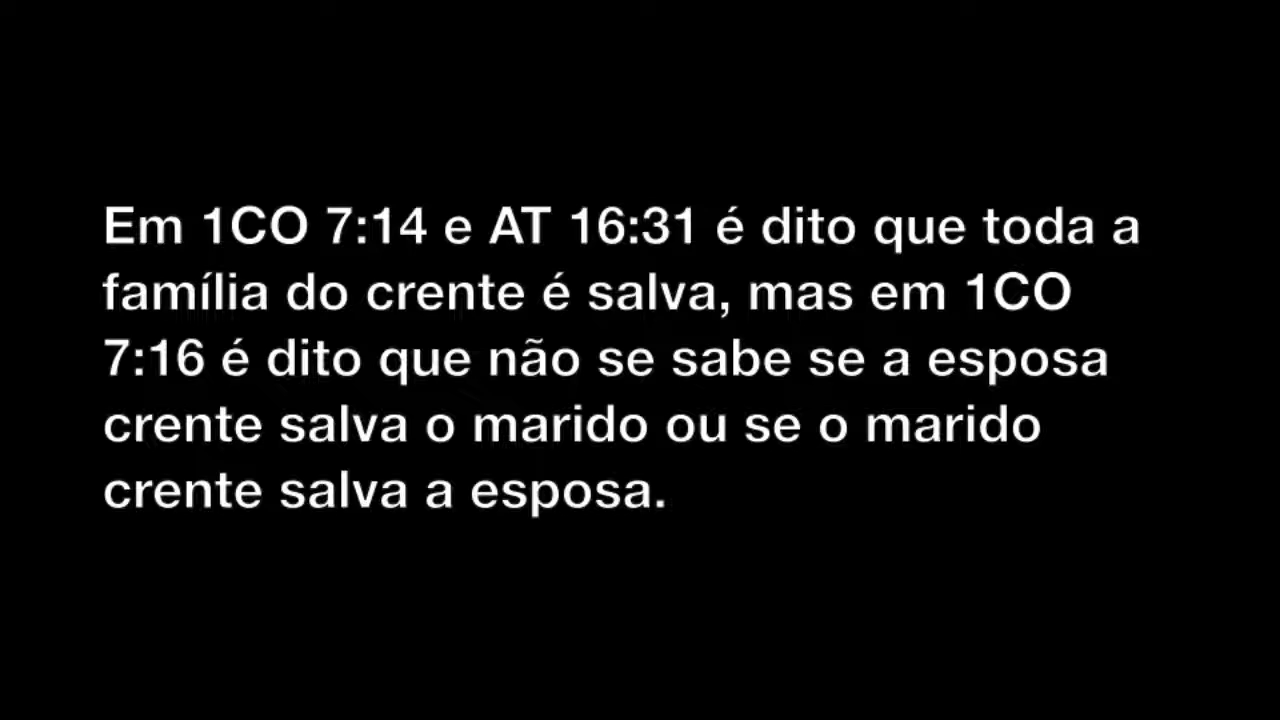 Em 1CO 7:14 e AT 16:31 é dito que toda a
família do crente é salva, mas em 1CO
7:16 é dito que não se sabe se a esposa
crente salva o marido ou se o marido
crente salva a esposa.